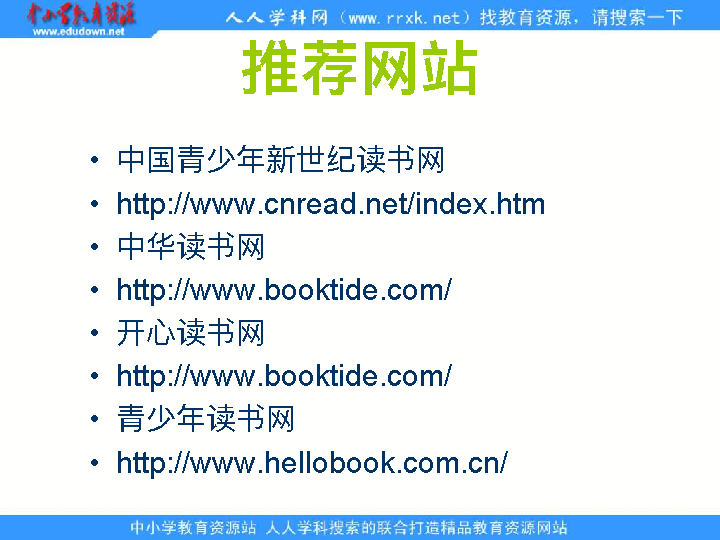 中小学教育资源
www.edudown.net
人人学科网（www.rrxk.net）找教育资源，请搜索一下
推荐网站
• 中国青少年新世纪读书网
• http://www.cnread.net/index.htm
• 中华读书网
• http://www.booktide.com/
• 开心读书网
• http://www.booktide.com/
• 青少年读书网
• http://www.hellobook.com.cn/
中小学教育资源站 人人学科搜索的联合打造精品教育资源网站